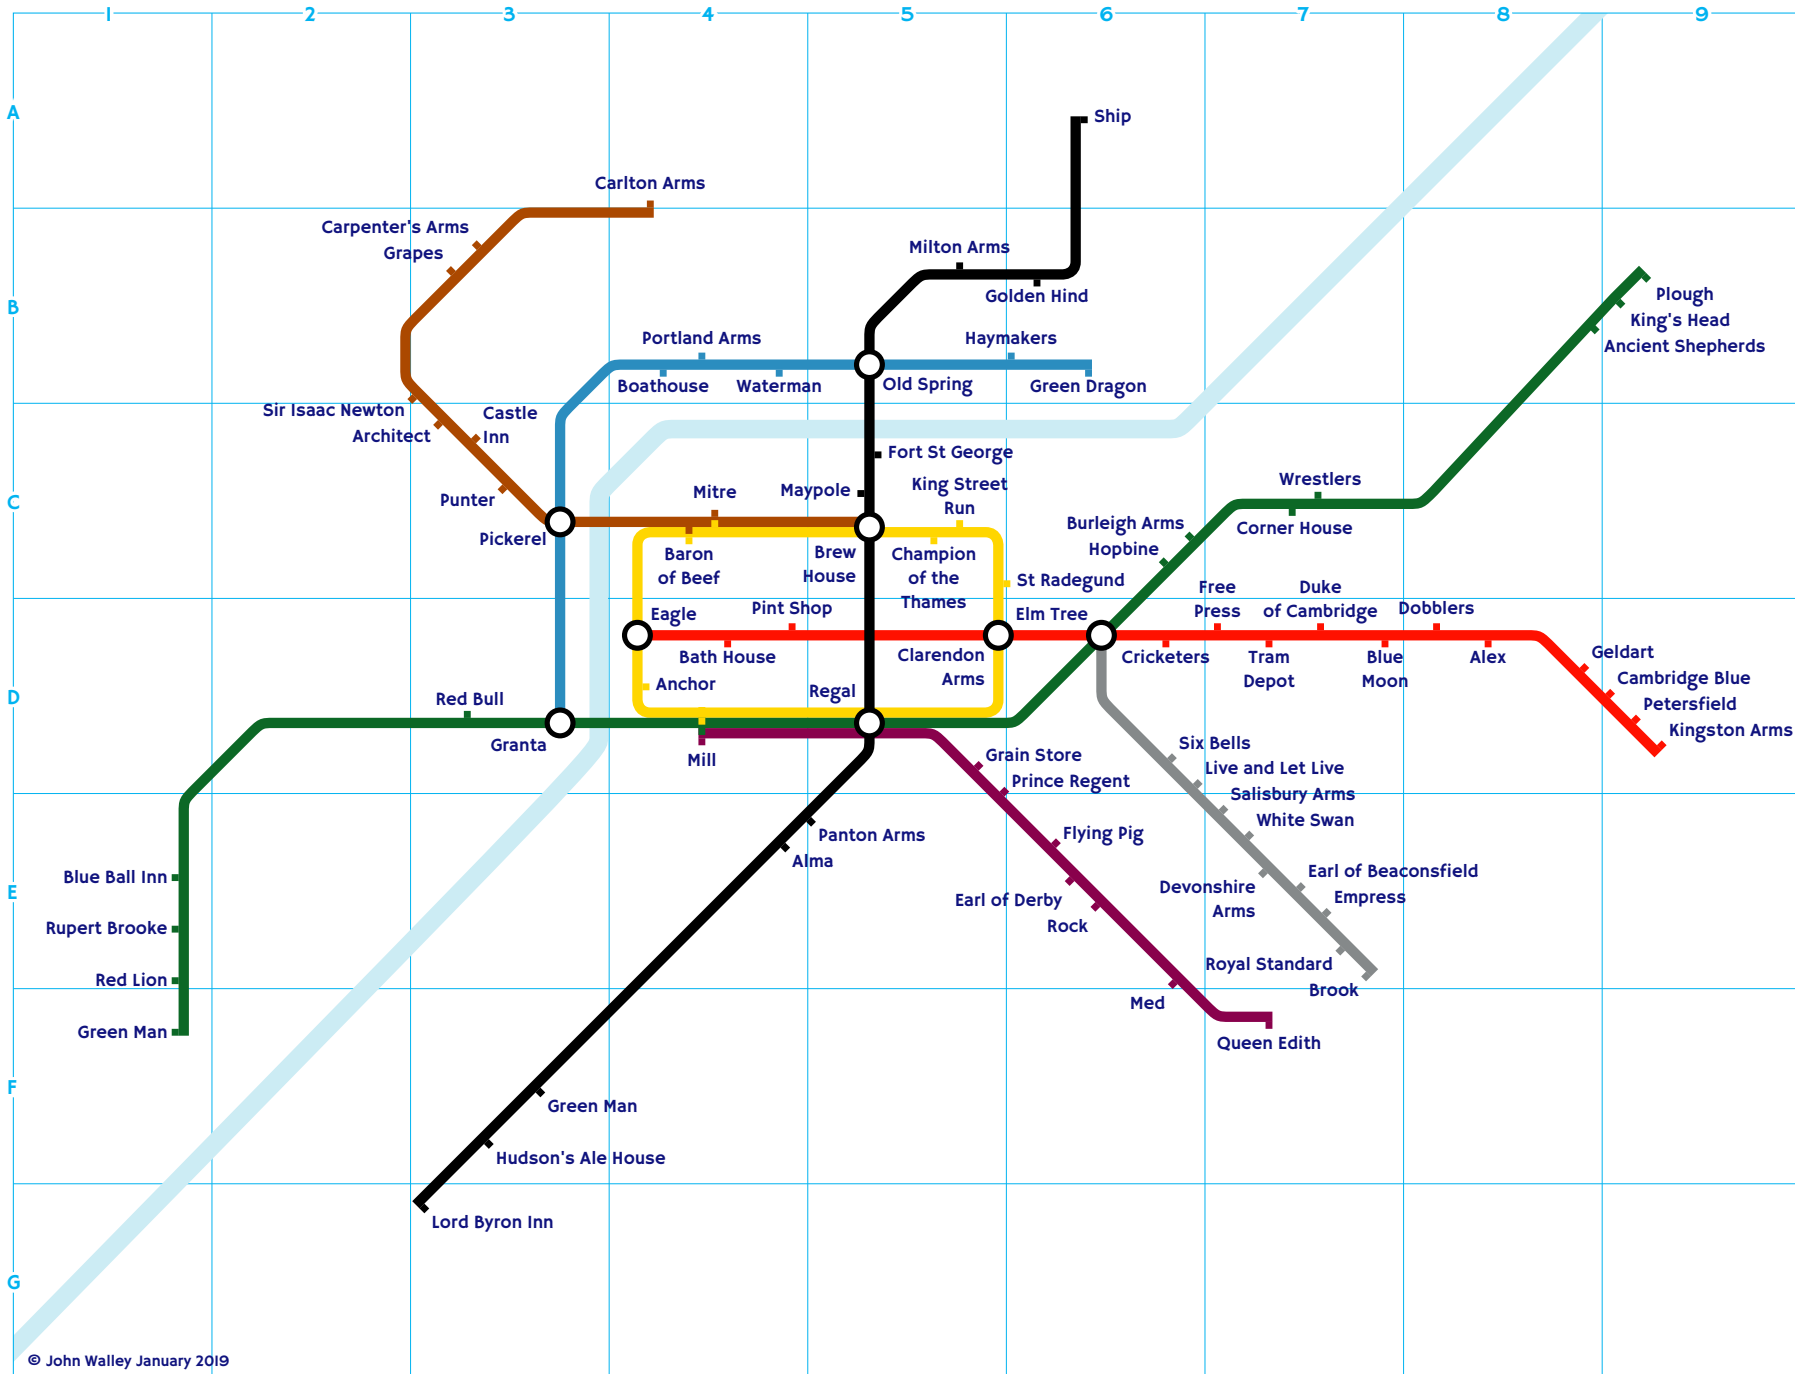 1 2 3 4 5 6 7 8 9
A
Ship
Carlton Arms
Carpenter's Arms
Grapes
Milton Arms
Golden Hind
B
Plough
King's Head
Ancient Shepherds
Portland Arms
Haymakers
Boathouse
Waterman
Old Spring
Green Dragon
Sir Isaac Newton
Architect
Castle
Inn
Fort St George
Wrestlers
King Street
Run
Maypole
Mitre
Punter
C
Burleigh Arms
Hopbine
Corner House
Pickerel
Baron
of Beef
Brew
House
Champion
of the
Thames
St Radegund
Free
Press
Duke
of Cambridge
Dobblers
Eagle
Pint Shop
Elm Tree
Bath House
Clarendon
Arms
Cricketers
Tram
Depot
Blue
Moon
Alex
Geldart
Cambridge Blue
Petersfield
Kingston Arms
Anchor
Regal
D
Red Bull
Granta
Mill
Grain Store
Prince Regent
Six Bells
Live and Let Live
Salisbury Arms
White Swan
Panton Arms
Alma
Flying Pig
Earl of Derby
Rock
Devonshire
Arms
Earl of Beaconsfield
Empress
Blue Ball Inn
E
Rupert Brooke
Red Lion
Green Man
Royal Standard
Brook
Med
Queen Edith
F
Green Man
Hudson's Ale House
Lord Byron Inn
G
© John Walley January 2019